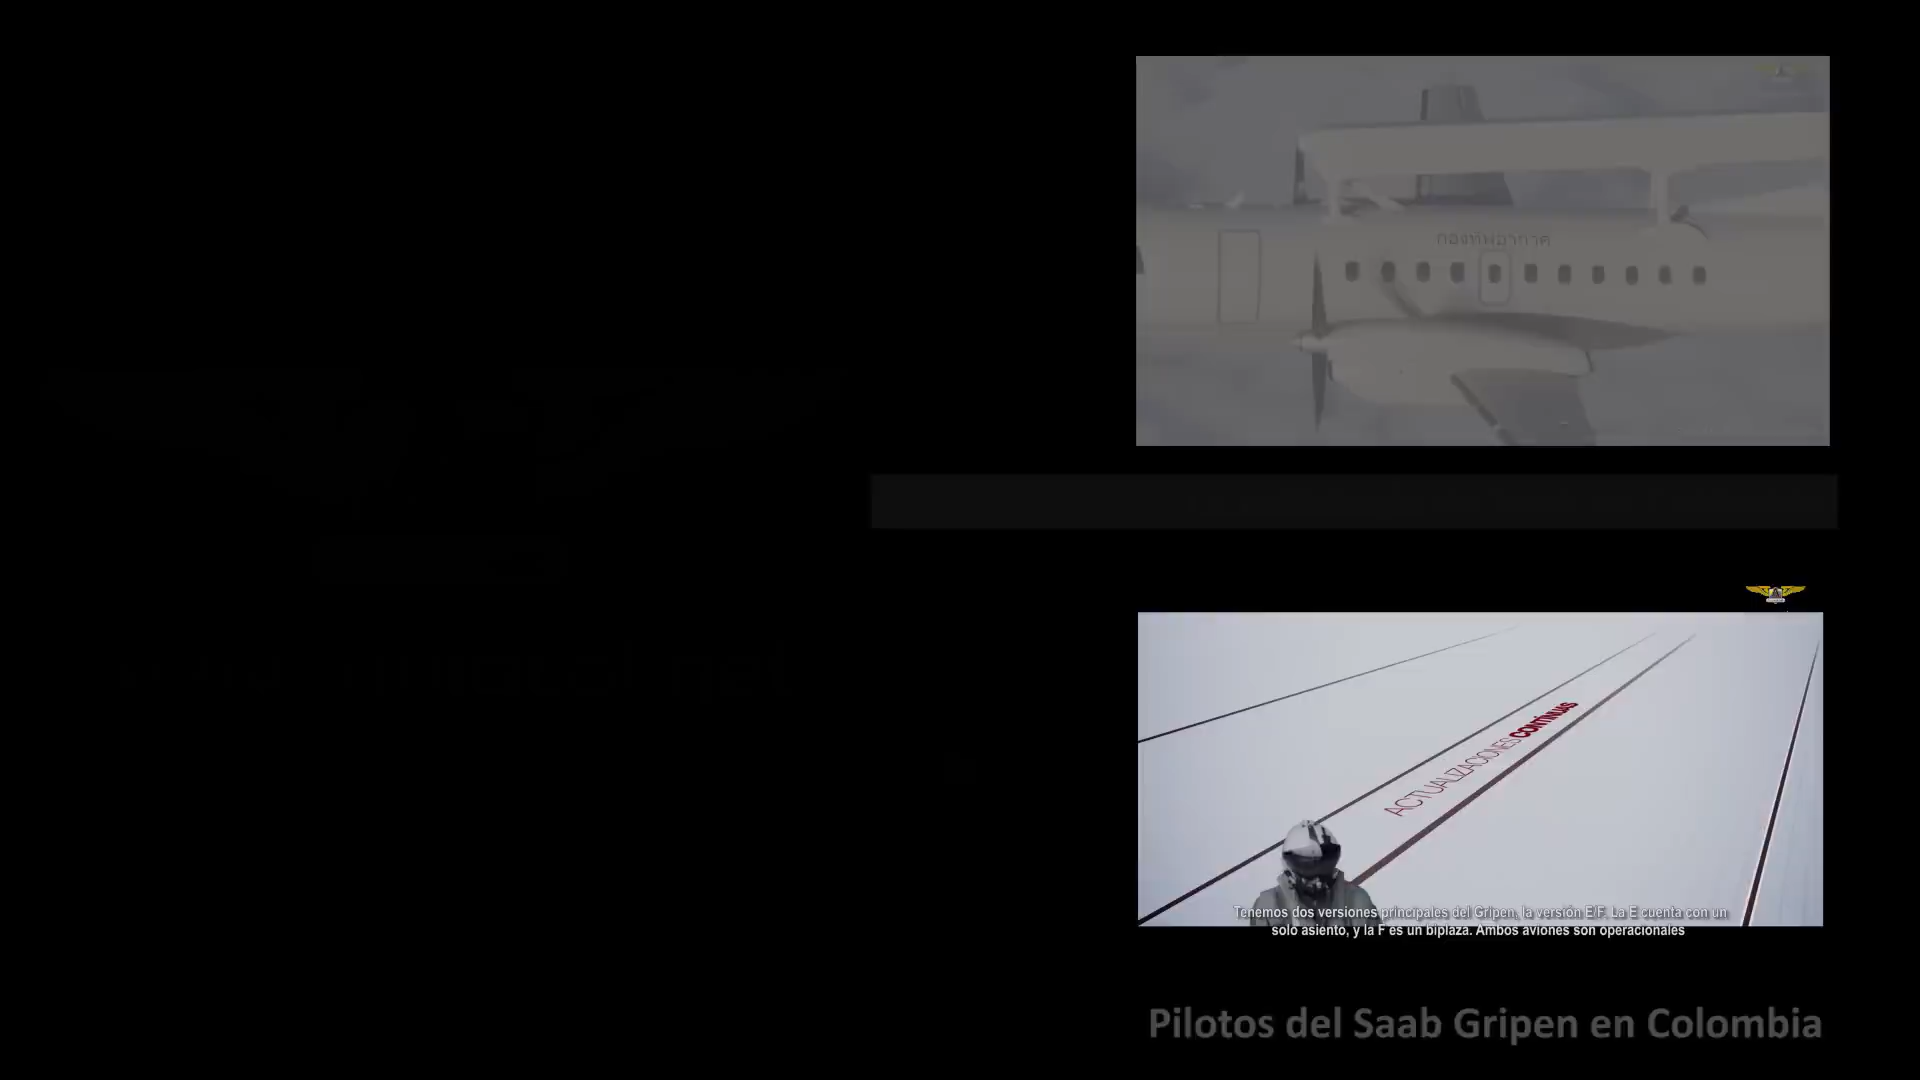 กองทัพอากาศ
ACTUALIZACIONES CONTINUAS
Tenemos dos versiones principales del Gripen, la versión E/F. La E cuenta con un
solo asiento, y la F es un biplaza. Ambos aviones son operacionales
Pilotos del Saab Gripen en Colombia